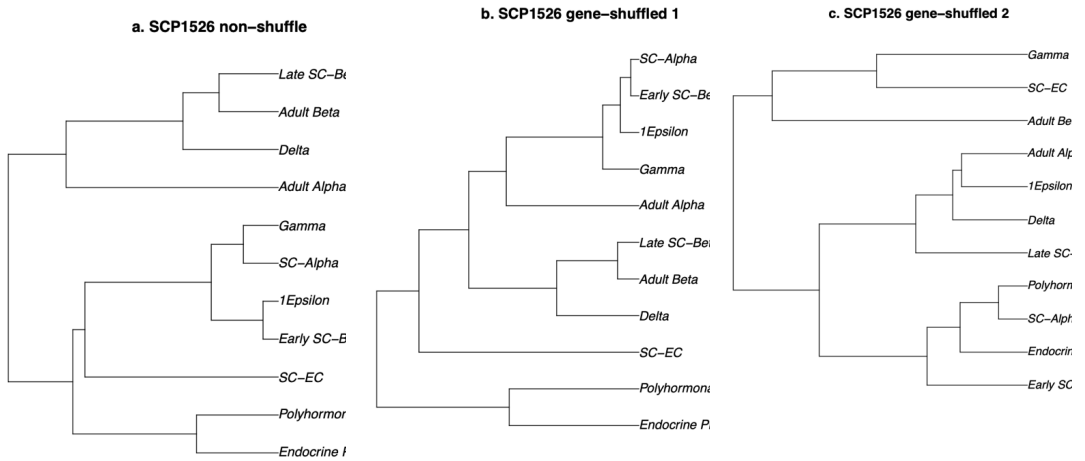 a. SCP1526 non−shuffle
Late SC−Be
Adult Beta
Delta
Adult Alpha
Gamma
SC−Alpha
1Epsilon
Early SC−B
SC−EC
Polyhormor
Endocrine P
b. SCP1526 gene−shuffled 1
SC−Alpha
Early SC−Be
1Epsilon
Gamma
Adult Alpha
Late SC−Bet
Adult Beta
Delta
SC−EC
Polyhormona
Endocrine P
c. SCP1526 gene−shuffled 2
Gamma
SC−EC
Adult Be
Adult Alp
1Epsilon
Delta
Late SC−
Polyhorm
SC−Alpha
Endocrine
Early SC